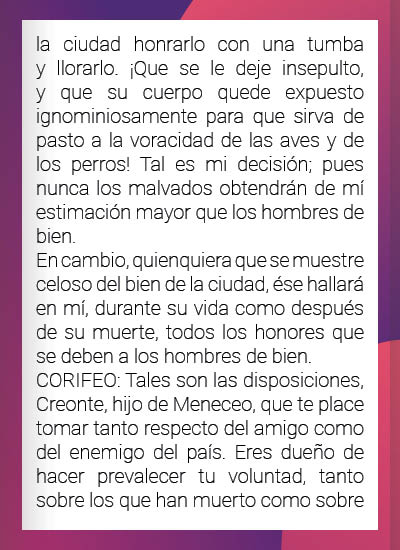 la ciudad honrarlo con una tumba
y llorarlo. ¡Que se le deje insepulto,
y que su cuerpo quede expuesto
ignominiosamente para que sirva de
pasto a la voracidad de las aves y de
los perros! Tal es mi decisión; pues
nunca los malvados obtendrán de mí
estimación mayor que los hombres de
bien.
En cambio, quienquiera que se muestre
celoso del bien de la ciudad, ése hallará
en mí, durante su vida como después
de su muerte, todos los honores que
se deben a los hombres de bien.
CORIFEO: Tales son las disposiciones,
Creonte, hijo de Meneceo, que te place
tomar tanto respecto del amigo como
del enemigo del país. Eres dueño de
hacer prevalecer tu voluntad, tanto
sobre los que han muerto como sobre